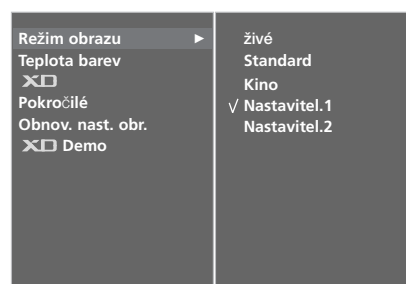 Režim obrazu ►
Teplota barev
XD
Pokročilé
Obnov. nast. obr.
XD Demo
živé
Standard
Kino
√ Nastavitel.1
Nastavitel.2